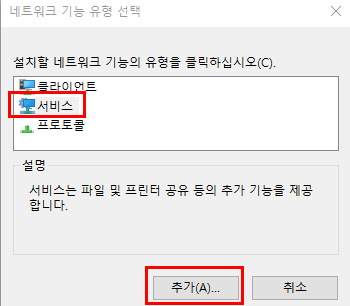 네트워크 기능 유형 선택
설치할 네트워크 기능의 유형을 클릭하십시오(C).
클라이언트
서비스
프로토콜
설명
서비스는 파일 및 프린터 공유 등의 추가 기능을 제공
합니다.
추가(A)...
취소